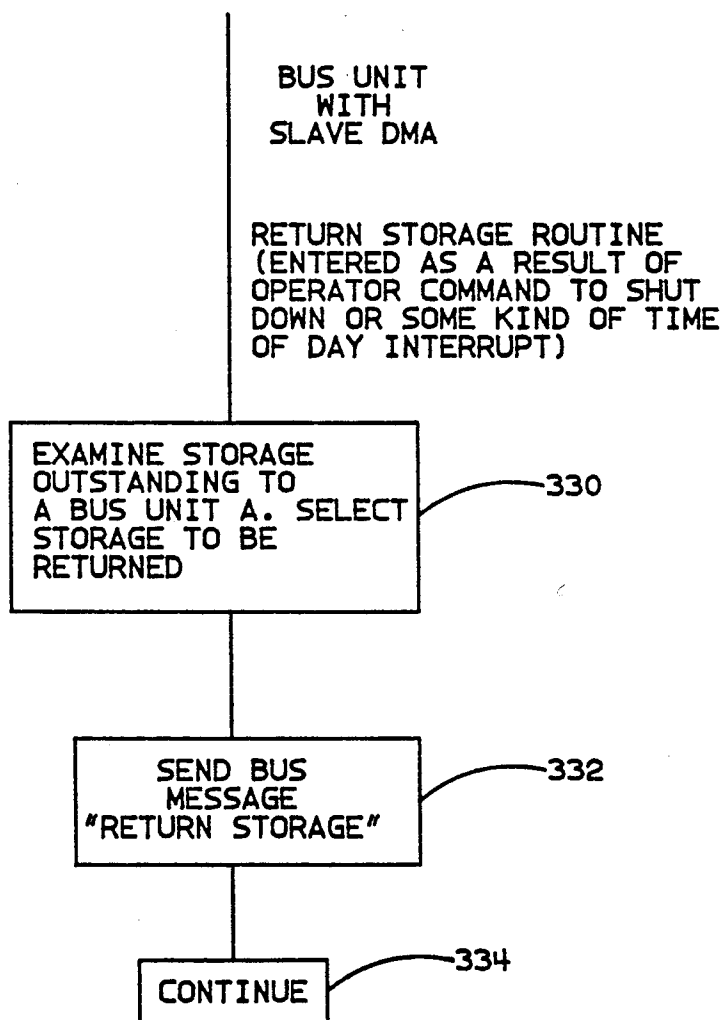 BUS UNIT
WITH
SLAVE DMA
RETURN STORAGE ROUTINE
(ENTERED AS A RESULT OF
OPERATOR COMMAND TO SHUT
DOWN OR SOME KIND OF TIME
OF DAY INTERRUPT)
EXAMINE STORAGE
OUTSTANDING TO
A BUS UNIT A. SELECT
STORAGE TO BE
RETURNED
330
SEND BUS
MESSAGE
"RETURN STORAGE"
332
CONTINUE
334